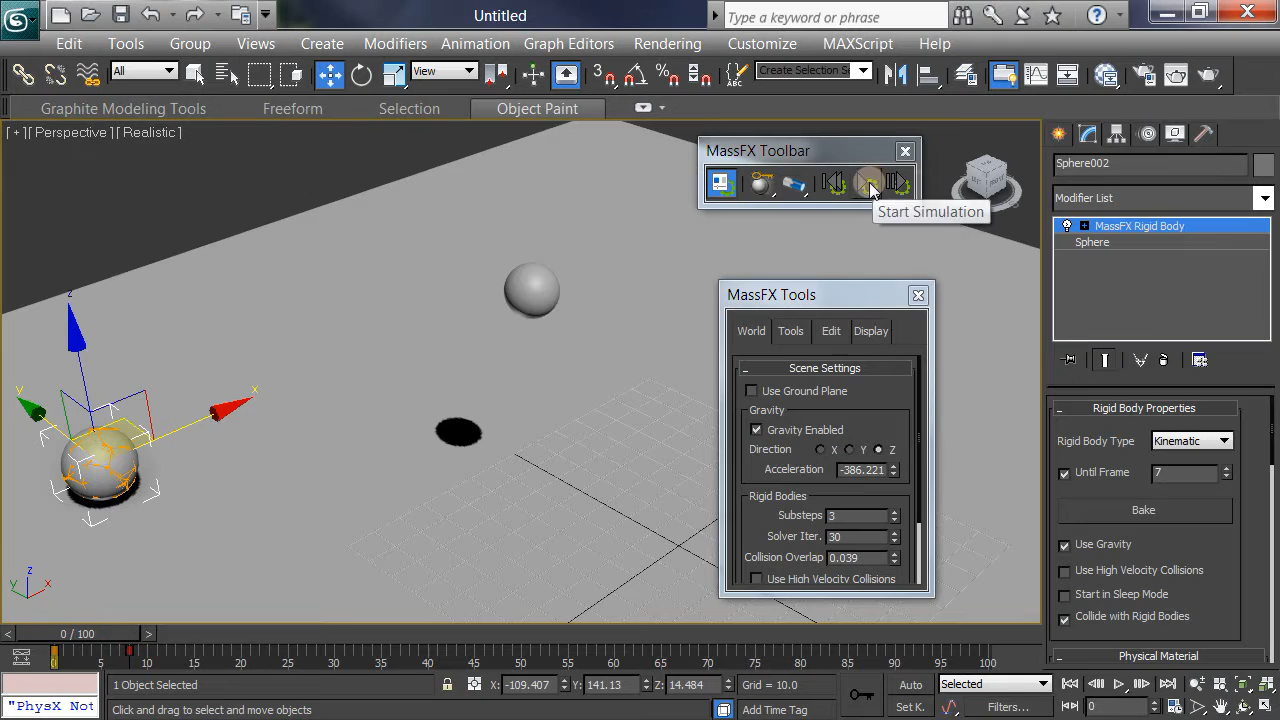 Untitled
Type a keyword or phrase
Edit Tools Group Views Create Modifiers Animation Graph Editors Rendering Customize MAXScript Help
All
View
Create Selection Se
ABC
Graphite Modeling Tools Freeform Selection Object Paint
[ + ][ Perspective ][ Realistic ]
MassFX Toolbar
Start Simulation
Sphere002
Modifier List
MassFX Rigid Body
Sphere
MassFX Tools
World Tools Edit Display
Scene Settings
Use Ground Plane
Gravity
Gravity Enabled
Direction X Y Z
Acceleration -386.221
Rigid Bodies
Substeps 3
Solver Iter. 30
Collision Overlap 0.039
Use High Velocity Collisions
Rigid Body Properties
Rigid Body Type Kinematic
Until Frame 7
Bake
Use Gravity
Use High Velocity Collisions
Start in Sleep Mode
Collide with Rigid Bodies
Physical Material
z
y
x
z
y
x
< 0 / 100 >
0 5 10 15 20 25 30 35 40 45 50 55 60 65 70 75 80 85 90 95 100
1 Object Selected X: -109.407 Y: 141.13 Z: 14.484 Grid = 10.0 Auto Selected
"PhysX Not Click and drag to select and move objects Add Time Tag Set K. Filters... 0